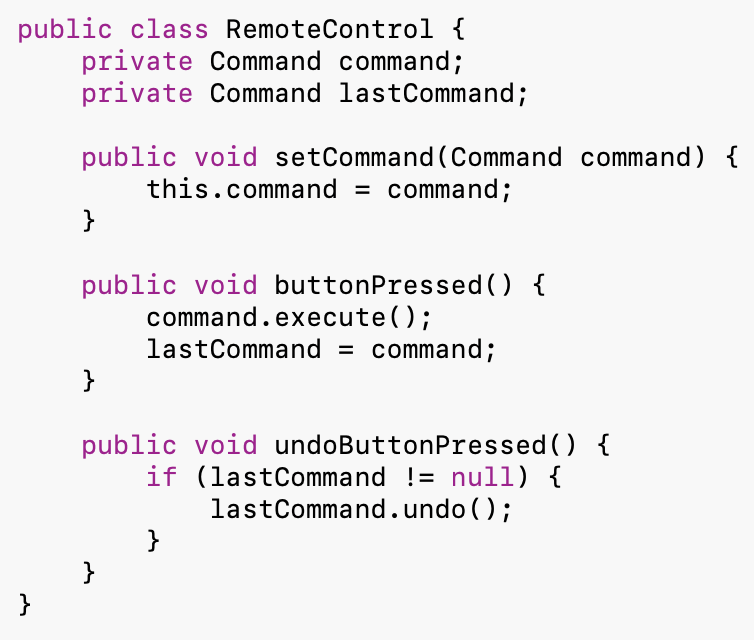 public class RemoteControl {
    private Command command;
    private Command lastCommand;

    public void setCommand(Command command) {
        this.command = command;
    }

    public void buttonPressed() {
        command.execute();
        lastCommand = command;
    }

    public void undoButtonPressed() {
        if (lastCommand != null) {
            lastCommand.undo();
        }
    }
}